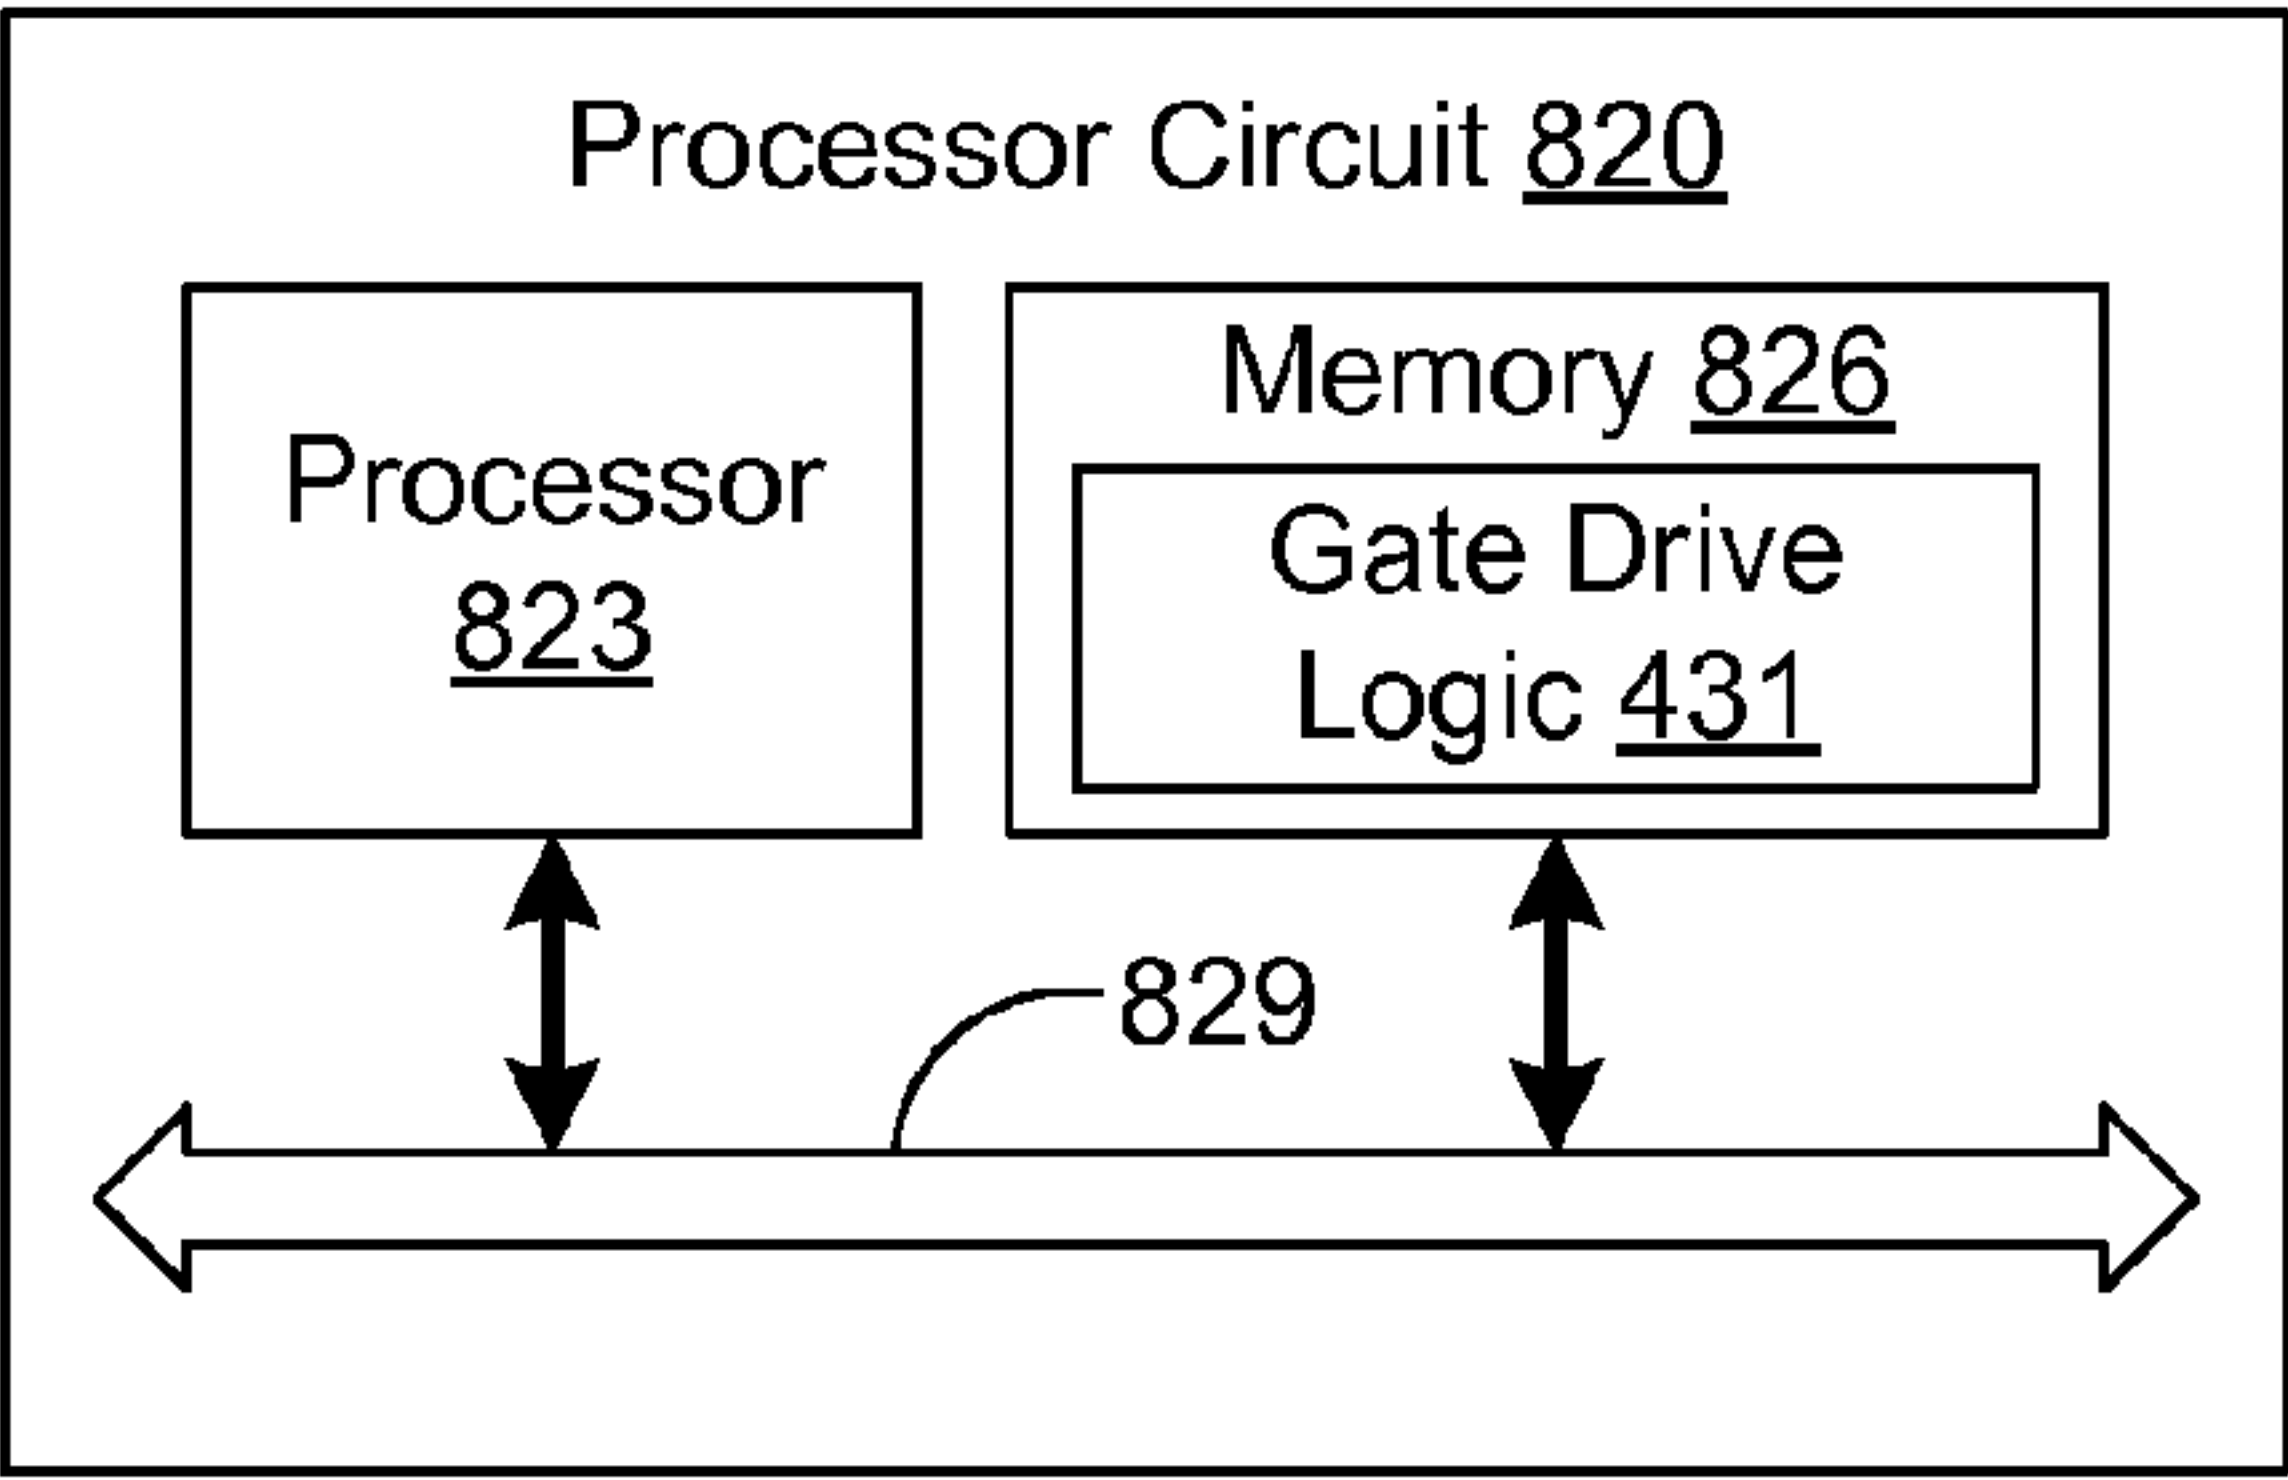 Processor Circuit 820
Processor
823
Memory 826
Gate Drive
Logic 431
829